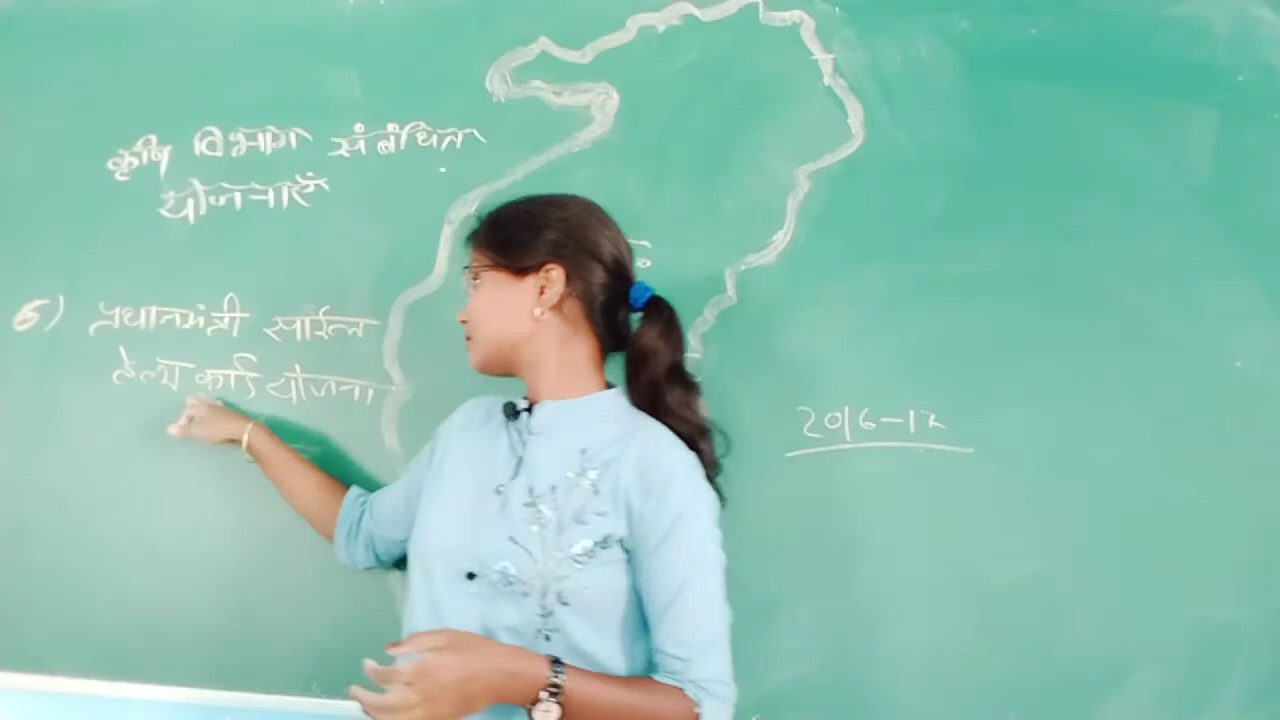 कृषि विभाग संबंधित
योजनाएँ
6) प्रधानमंत्री सॉईल
हेल्थ कार्ड योजना
2016-17